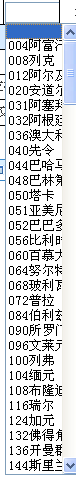 004阿富汗
008列克
012阿尔及
020安道尔
031阿塞拜
032阿根廷
036澳大利
040先令
044巴哈马
048巴林第
050塔卡
051亚美尼
052巴巴多
056比利时
060百慕大
064努尔特
068玻利瓦
072普拉
084伯利兹
090所罗门
096文莱元
100列弗
104缅元
108布隆迪
116瑞尔
124加元
132佛得角
136开曼群
144斯里兰